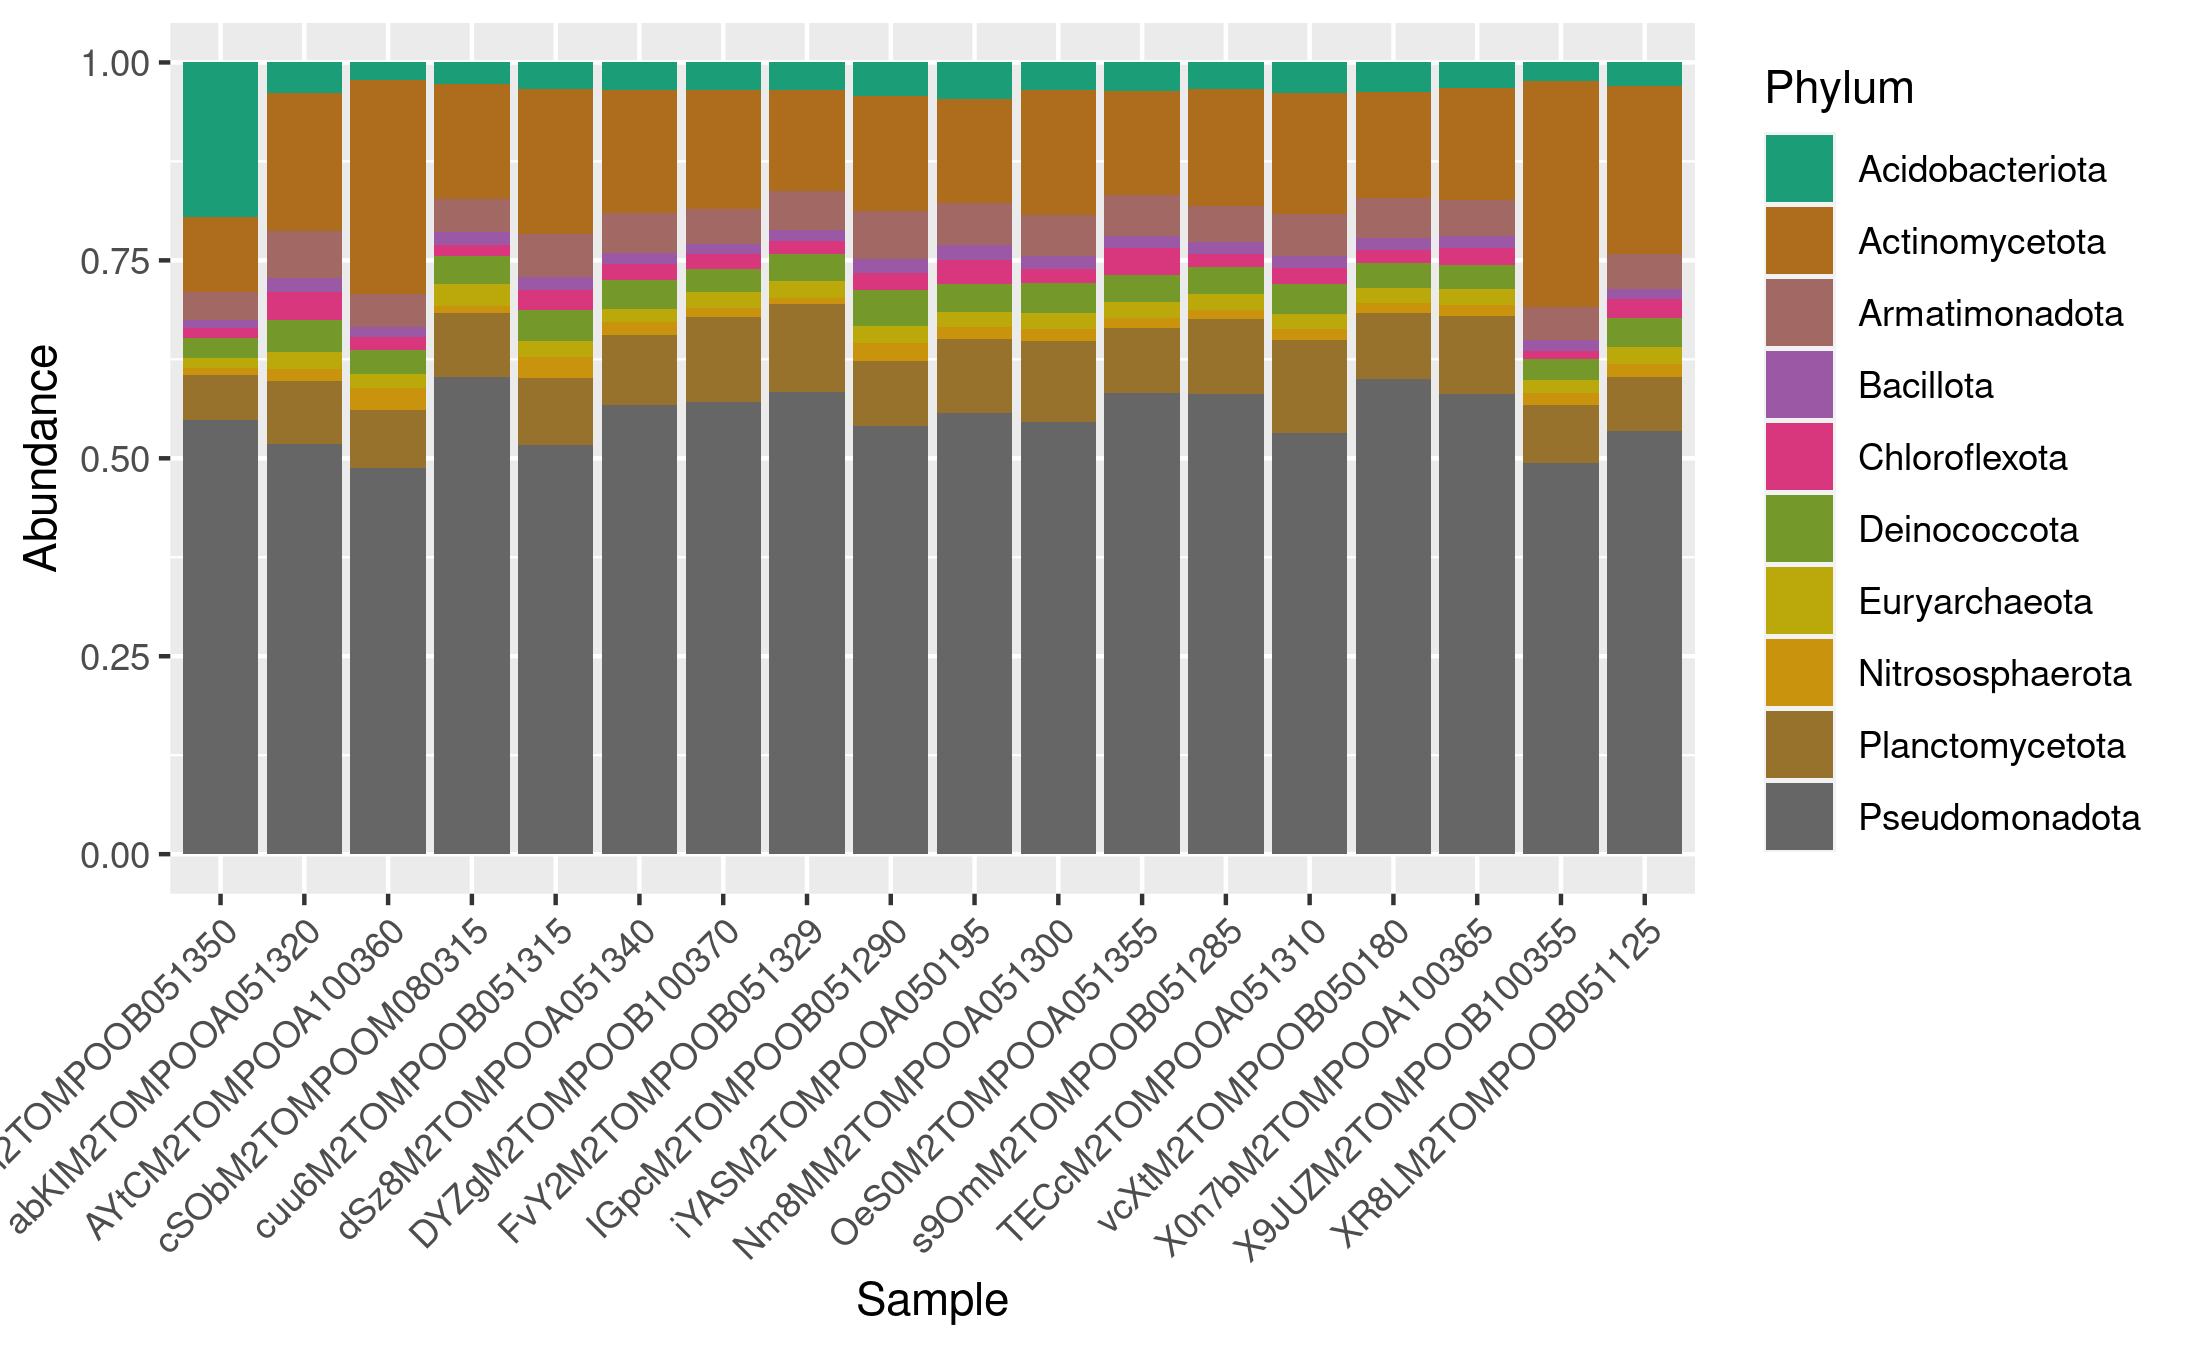 Abundance
1.00
0.75
0.50
0.25
0.00
2TOMPOOB051350
abKIM2TOMPOOA051320
AYtCM2TOMPOOA100360
cSObM2TOMPOOM080315
cuu6M2TOMPOOB051315
dSz8M2TOMPOOA051340
DYZgM2TOMPOOB100370
FvY2M2TOMPOOB051329
IGpcM2TOMPOOB051290
iYASM2TOMPOOA050195
Nm8MM2TOMPOOA051300
OeS0M2TOMPOOA051355
s9OmM2TOMPOOB051285
TECcM2TOMPOOA051310
vcXtM2TOMPOOB050180
X0n7bM2TOMPOOA100365
X9JUZM2TOMPOOB100355
XR8LM2TOMPOOB051125
Sample
Phylum
Acidobacteriota
Actinomycetota
Armatimonadota
Bacillota
Chloroflexota
Deinococcota
Euryarchaeota
Nitrososphaerota
Planctomycetota
Pseudomonadota